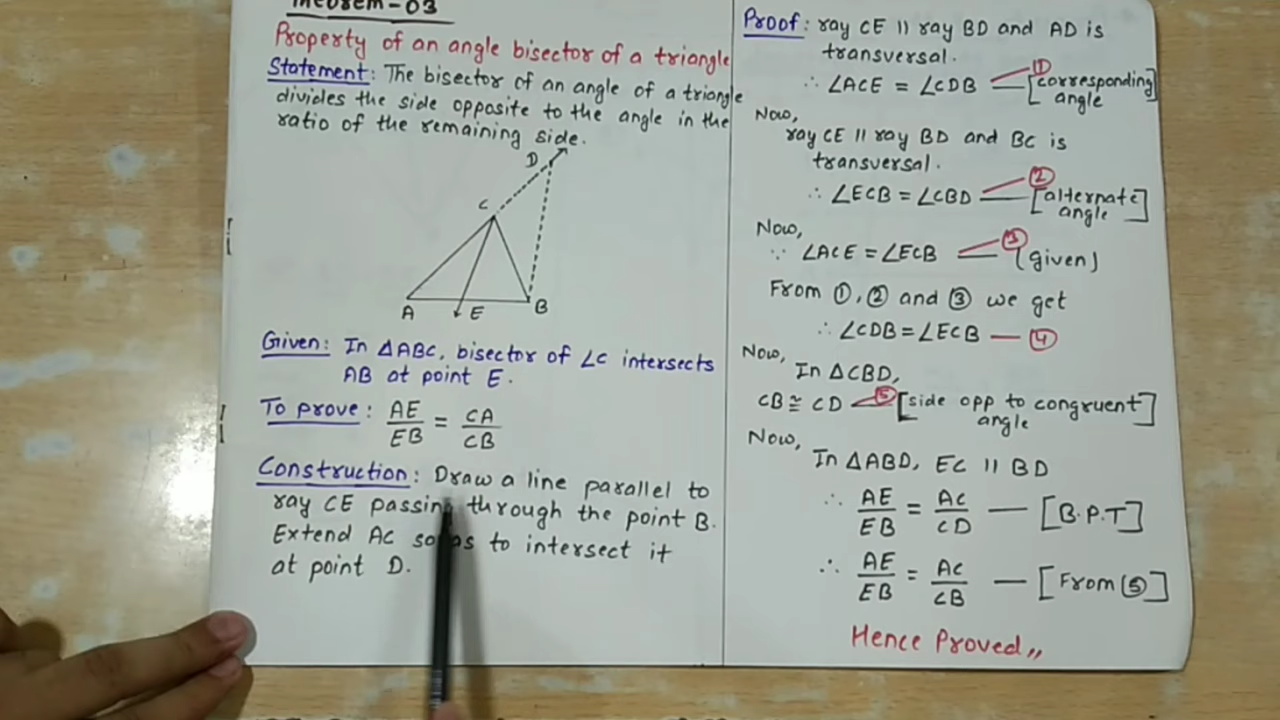 Theorem-03
Property of an angle bisector of a triangle
Statement: The bisector of an angle of a triangle
divides the side opposite to the angle in the
ratio of the remaining side.
D
C
A E B
Given: In ΔABC, bisector of ∠C intersects
AB at point E.
To prove: AE/EB = CA/CB
Construction: Draw a line parallel to
ray CE passing through the point B.
Extend AC so as to intersect it
at point D.
Proof: ray CE || ray BD and AD is
transversal.
∴ ∠ACE = ∠CDB — ① [corresponding
angle]
Now,
ray CE || ray BD and BC is
transversal.
∴ ∠ECB = ∠CBD — ② [alternate
angle]
Now,
∵ ∠ACE = ∠ECB — ③ (given)
From ①, ② and ③ we get
∴ ∠CDB = ∠ECB — ④
Now,
In ΔCBD,
CB ≅ CD — ⑤ [side opp to congruent
angle]
Now,
In ΔABD, EC || BD
∴ AE/EB = AC/CD — [B.P.T]
∴ AE/EB = AC/CB — [From ⑤]
Hence Proved,,